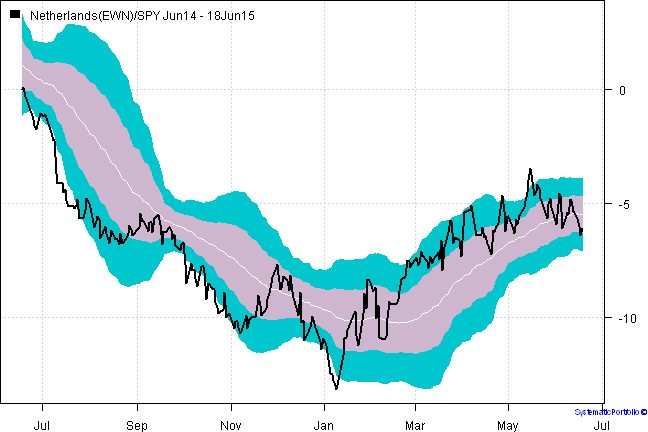 Netherlands(EWN)/SPY Jun14 - 18Jun15
0
-5
-10
SystematicPortfolio ©
Jul Sep Nov Jan Mar May Jul